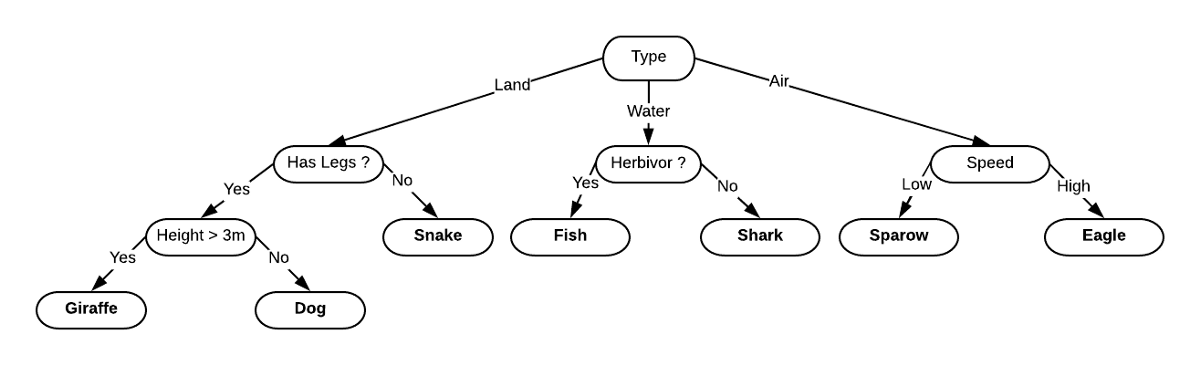 Type
Land
Water
Air
Has Legs ?
Herbivor ?
Speed
Yes
No
Yes
No
Low
High
Height > 3m
Snake
Fish
Shark
Sparow
Eagle
Yes
No
Giraffe
Dog